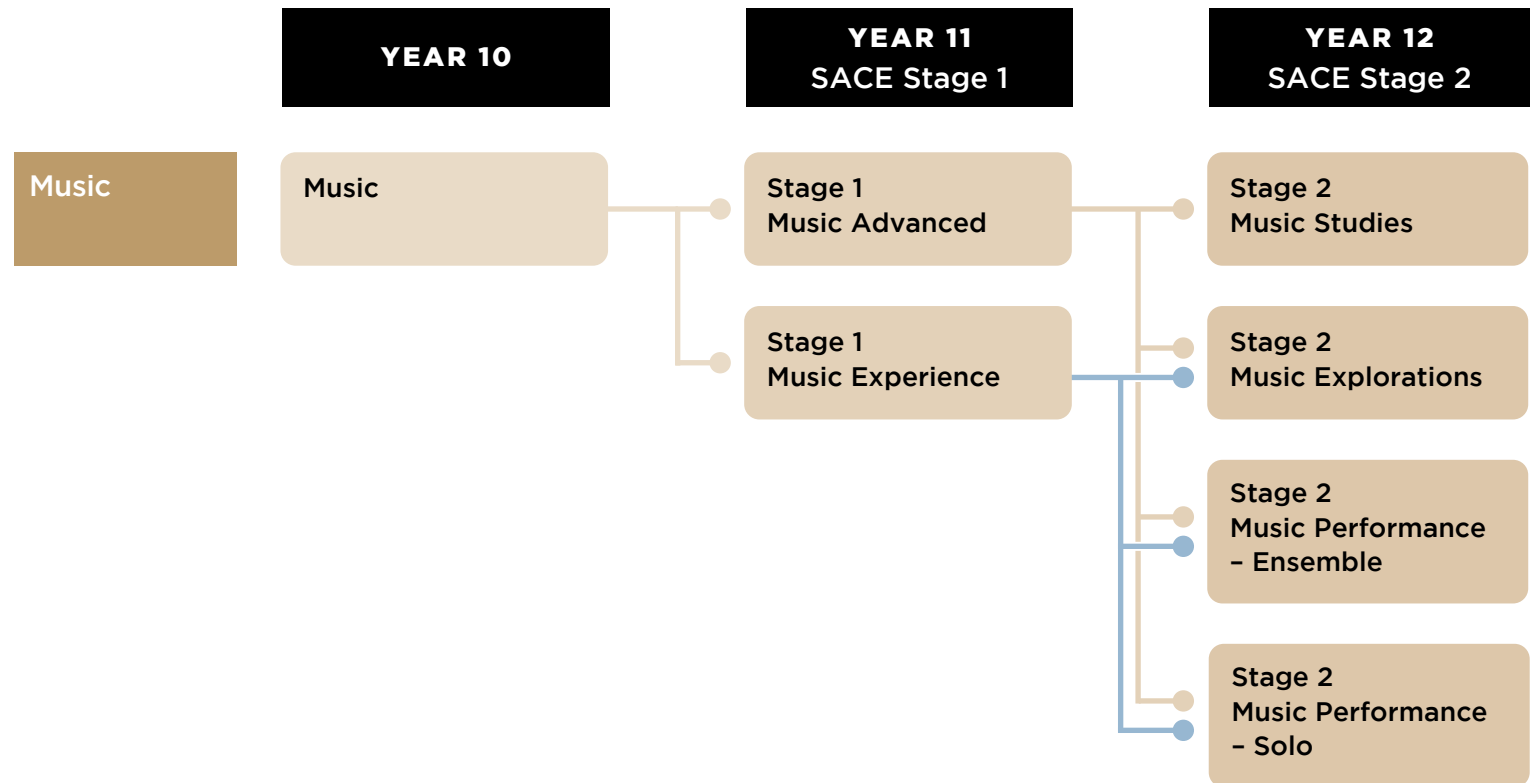 YEAR 10
YEAR 11
SACE Stage 1
YEAR 12
SACE Stage 2
Music
Music
Stage 1
Music Advanced
Stage 2
Music Studies
Stage 1
Music Experience
Stage 2
Music Explorations
Stage 2
Music Performance
– Ensemble
Stage 2
Music Performance
– Solo